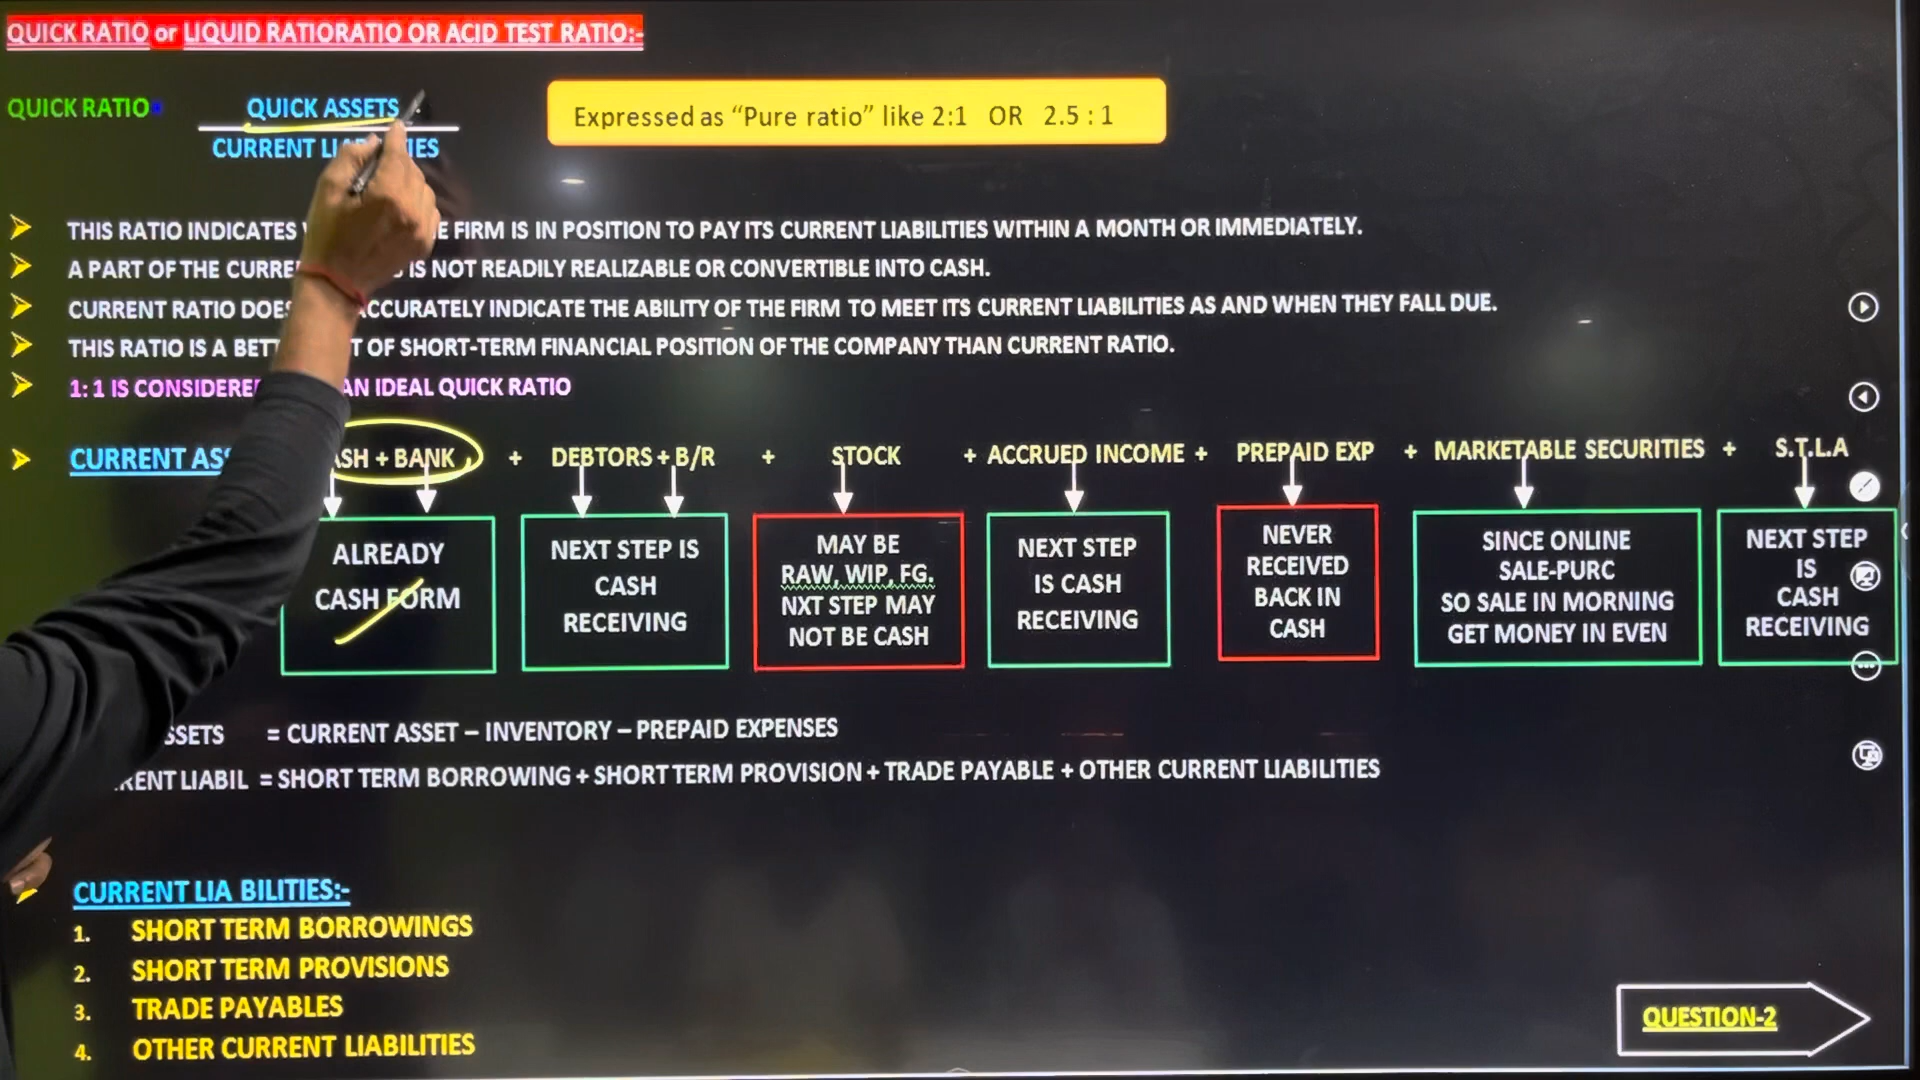 QUICK RATIO or LIQUID RATIORATIO OR ACID TEST RATIO:-
QUICK RATIO= QUICK ASSETS
CURRENT LIABILITIES
Expressed as “Pure ratio” like 2:1 OR 2.5 : 1
THIS RATIO INDICATES FIRM IS IN POSITION TO PAY ITS CURRENT LIABILITIES WITHIN A MONTH OR IMMEDIATELY.
A PART OF THE CURRE IS NOT READILY REALIZABLE OR CONVERTIBLE INTO CASH.
CURRENT RATIO DOES ACCURATELY INDICATE THE ABILITY OF THE FIRM TO MEET ITS CURRENT LIABILITIES AS AND WHEN THEY FALL DUE.
THIS RATIO IS A BETT T OF SHORT-TERM FINANCIAL POSITION OF THE COMPANY THAN CURRENT RATIO.
1: 1 IS CONSIDERE AN IDEAL QUICK RATIO
CURRENT ASS ASH + BANK + DEBTORS + B/R + STOCK + ACCRUED INCOME + PREPAID EXP + MARKETABLE SECURITIES + S.T.L.A
ALREADY
CASH FORM
NEXT STEP IS
CASH
RECEIVING
MAY BE
RAW, WIP, FG.
NXT STEP MAY
NOT BE CASH
NEXT STEP
IS CASH
RECEIVING
NEVER
RECEIVED
BACK IN
CASH
SINCE ONLINE
SALE-PURC
SO SALE IN MORNING
GET MONEY IN EVEN
NEXT STEP
IS
CASH
RECEIVING
SSETS = CURRENT ASSET – INVENTORY – PREPAID EXPENSES
RENT LIABIL = SHORT TERM BORROWING + SHORT TERM PROVISION + TRADE PAYABLE + OTHER CURRENT LIABILITIES
CURRENT LIA BILITIES:-
1. SHORT TERM BORROWINGS
2. SHORT TERM PROVISIONS
3. TRADE PAYABLES
4. OTHER CURRENT LIABILITIES
QUESTION-2